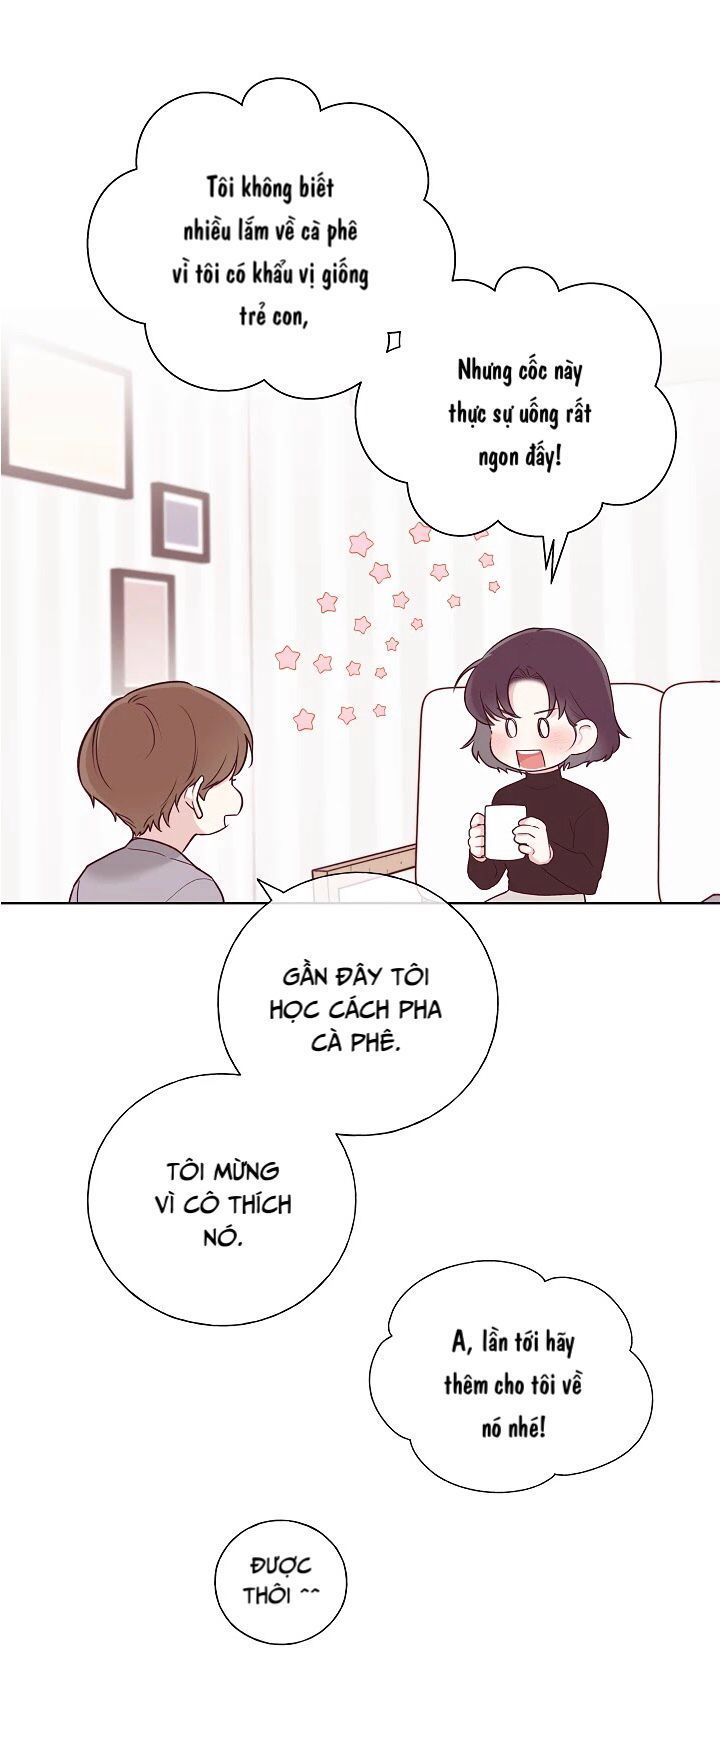 Tôi không biết
nhiều lắm về cà phê
vì tôi có khẩu vị giống
trẻ con,
Nhưng cốc này
thực sự uống rất
ngon đấy!
GẦN ĐÂY TÔI
HỌC CÁCH PHA
CÀ PHÊ.
TÔI MỪNG
VÌ CÔ THÍCH
NÓ.
A, lần tới hãy
thêm cho tôi về
nó nhé!
ĐƯỢC
THÔI ^^